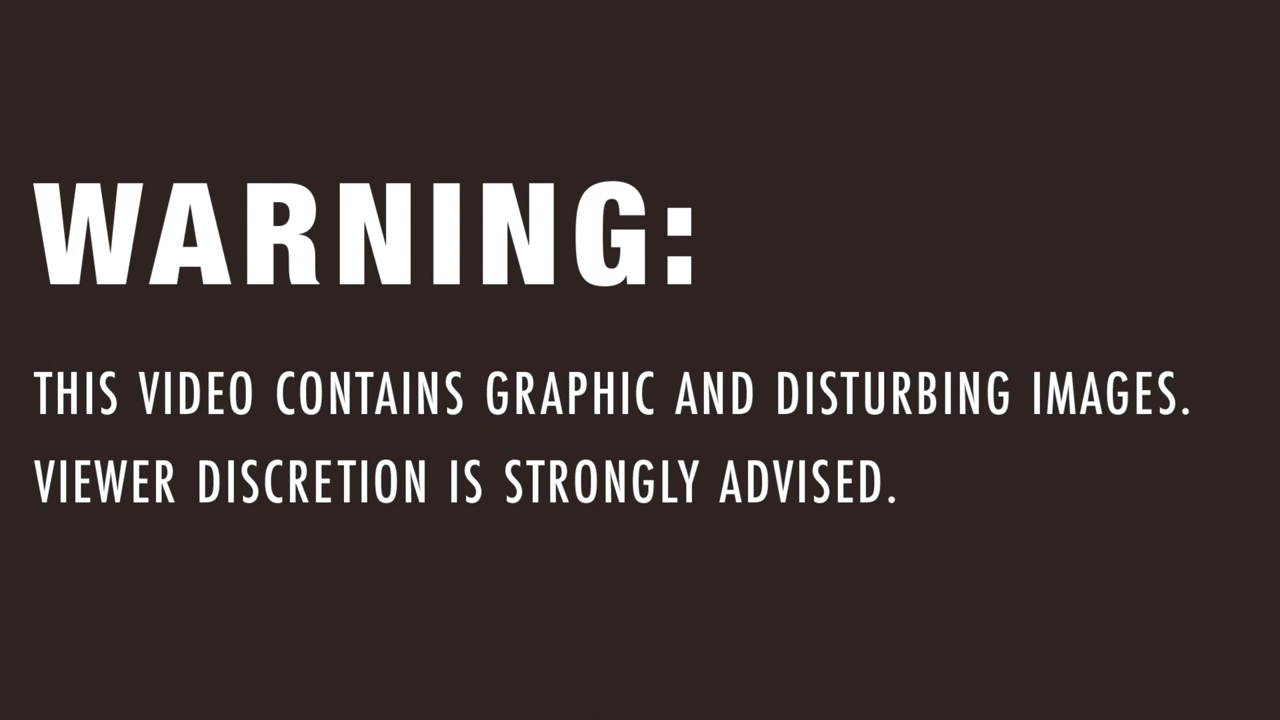 WARNING:
THIS VIDEO CONTAINS GRAPHIC AND DISTURBING IMAGES.
VIEWER DISCRETION IS STRONGLY ADVISED.